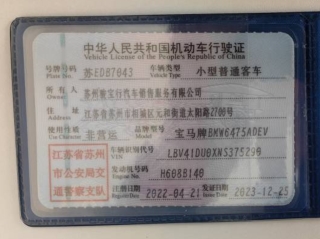 中华人民共和国机动车行驶证
Vehicle License of the People's Republic of China
号牌号码 苏ED87043 车辆类型 小型普通客车
Plate No. Vehicle Type
所有人 苏州骏宝行汽车销售服务有限公司
Owner
住址 江苏省苏州市相城区元和街道太阳路2700号
Address
使用性质 非营运 品牌型号 宝马牌BMW6475ADEV
Use Character Model
江苏省苏州市公安局交通警察支队
车辆识别代号 LBV41DU0XNS375290
VIN
发动机号码 H608B140
Engine No.
注册日期 2022-04-21 发证日期 2023-12-25
Register Date Issue Date